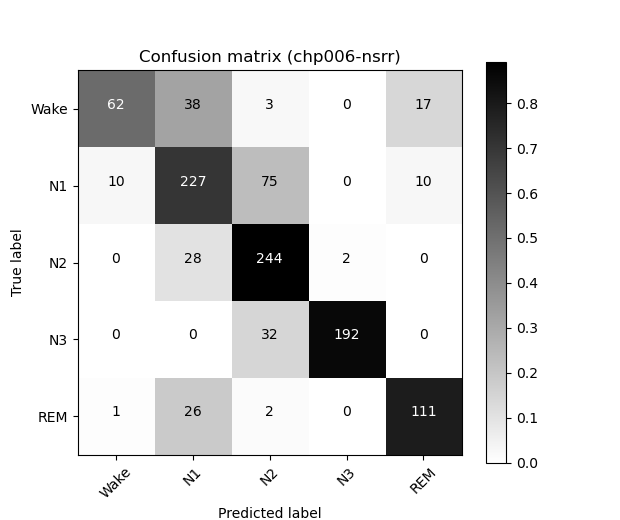 Confusion matrix (chp006-nsrr)
Wake 62 38 3 0 17
N1 10 227 75 0 10
N2 0 28 244 2 0
N3 0 0 32 192 0
REM 1 26 2 0 111
Wake N1 N2 N3 REM
True label
Predicted label
0.8
0.7
0.6
0.5
0.4
0.3
0.2
0.1
0.0